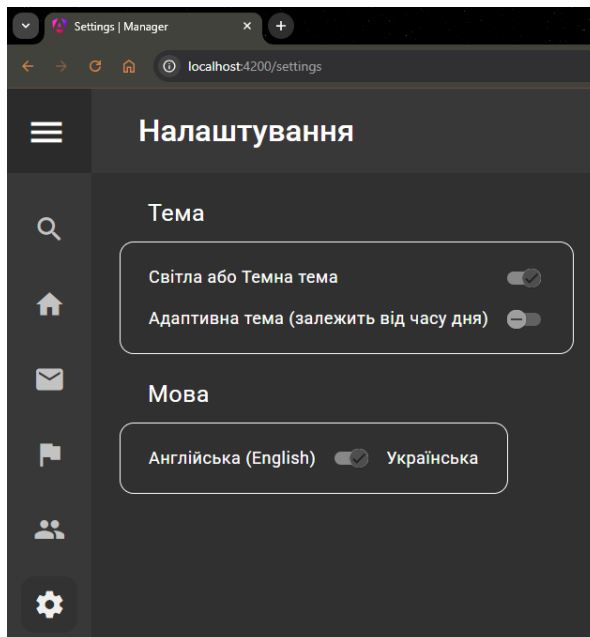 Settings | Manager
localhost:4200/settings
Налаштування
Тема
Світла або Темна тема
Адаптивна тема (залежить від часу дня)
Мова
Англійська (English) Українська